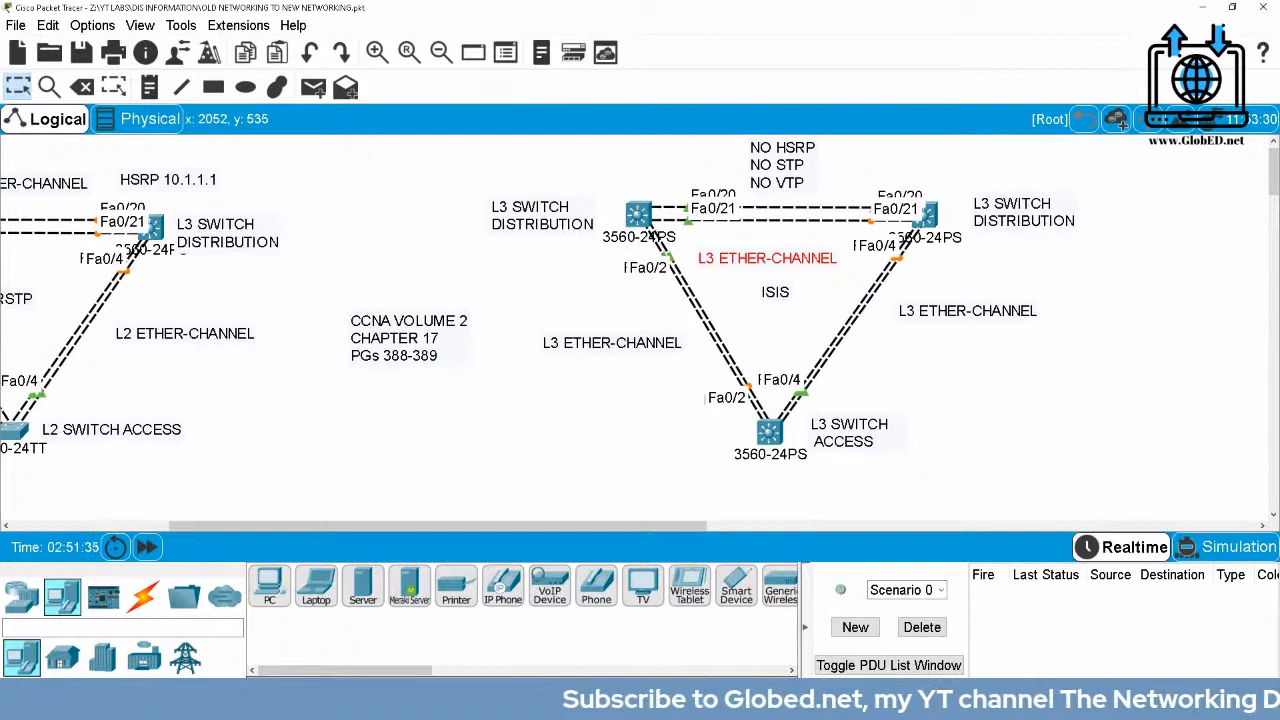 Cisco Packet Tracer - Z:\YT LABS\DIS INFORMATION\OLD NETWORKING TO NEW NETWORKING.pkt
File Edit Options View Tools Extensions Help
Logical
Physical
x: 2052, y: 535
[Root]
11:53:30
www.GlobED.net
ER-CHANNEL
HSRP 10.1.1.1
Fa0/20
Fa0/21
L3 SWITCH
DISTRIBUTION
Fa0/4
RSTP
L2 ETHER-CHANNEL
Fa0/4
L2 SWITCH ACCESS
0-24TT
CCNA VOLUME 2
CHAPTER 17
PGs 388-389
NO HSRP
NO STP
NO VTP
L3 SWITCH
DISTRIBUTION
Fa0/20
Fa0/21
Fa0/20
Fa0/21
L3 SWITCH
DISTRIBUTION
3560-24PS
3560-24PS
Fa0/4
Fa0/2
L3 ETHER-CHANNEL
ISIS
L3 ETHER-CHANNEL
L3 ETHER-CHANNEL
Fa0/4
Fa0/2
L3 SWITCH
ACCESS
3560-24PS
Time: 02:51:35
Realtime
Simulation
PC
Laptop
Server
Meraki Server
Printer
IP Phone
VoIP
Device
Phone
TV
Wireless
Tablet
Smart
Device
Generic
Wireless
Scenario 0
New
Delete
Toggle PDU List Window
Fire Last Status Source Destination Type Col
Subscribe to Globed.net, my YT channel The Networking D